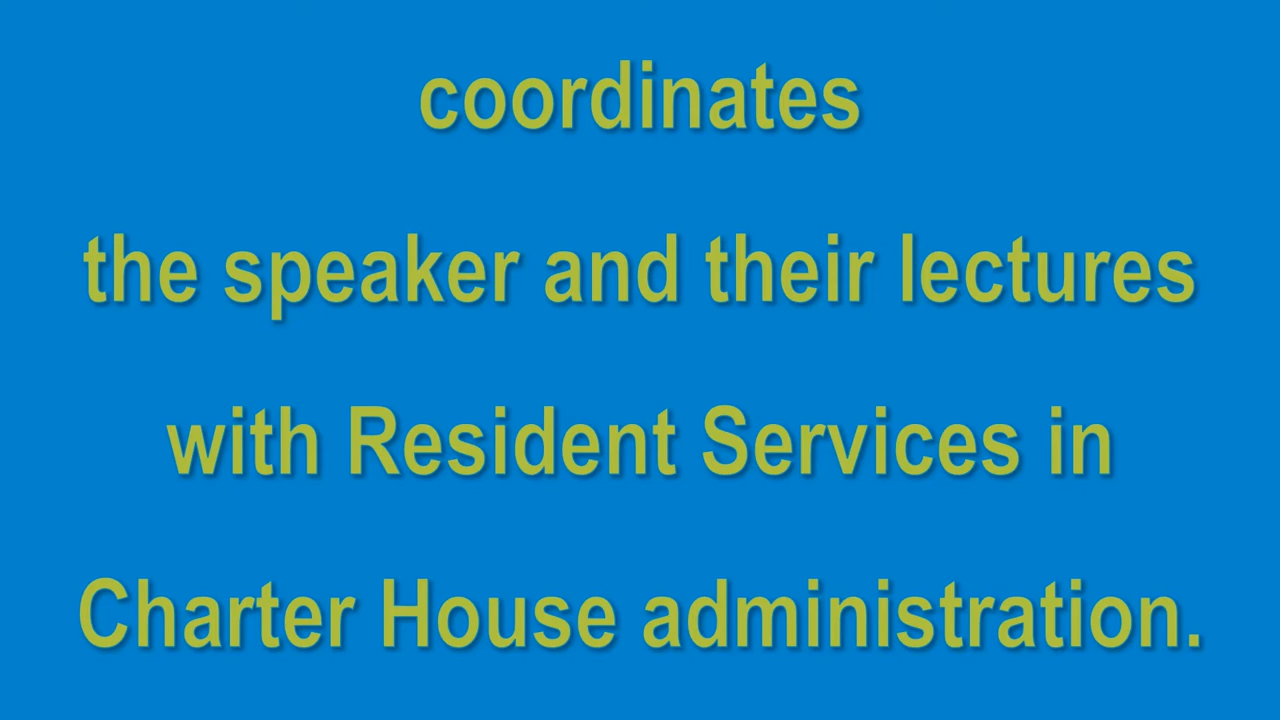 coordinates
the speaker and their lectures
with Resident Services in
Charter House administration.